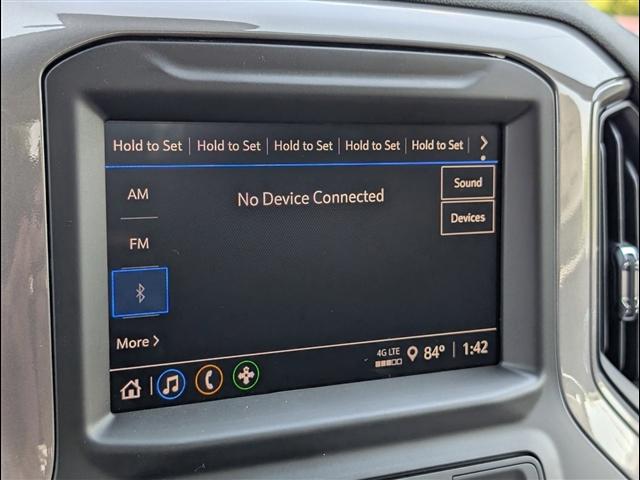 Hold to Set Hold to Set Hold to Set Hold to Set Hold to Set >
AM
No Device Connected
Sound
FM
Devices
More >
4G LTE 84° 1:42